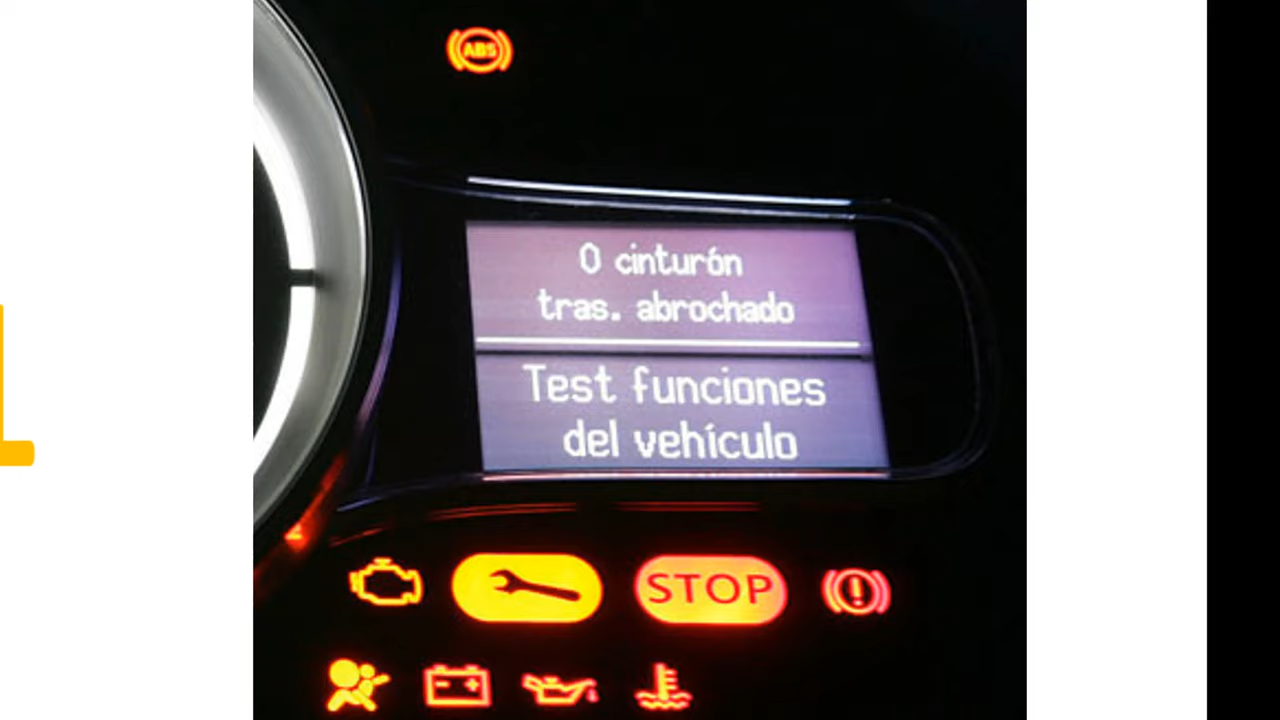 ABS
0 cinturón
tras. abrochado
Test funciones
del vehículo
STOP